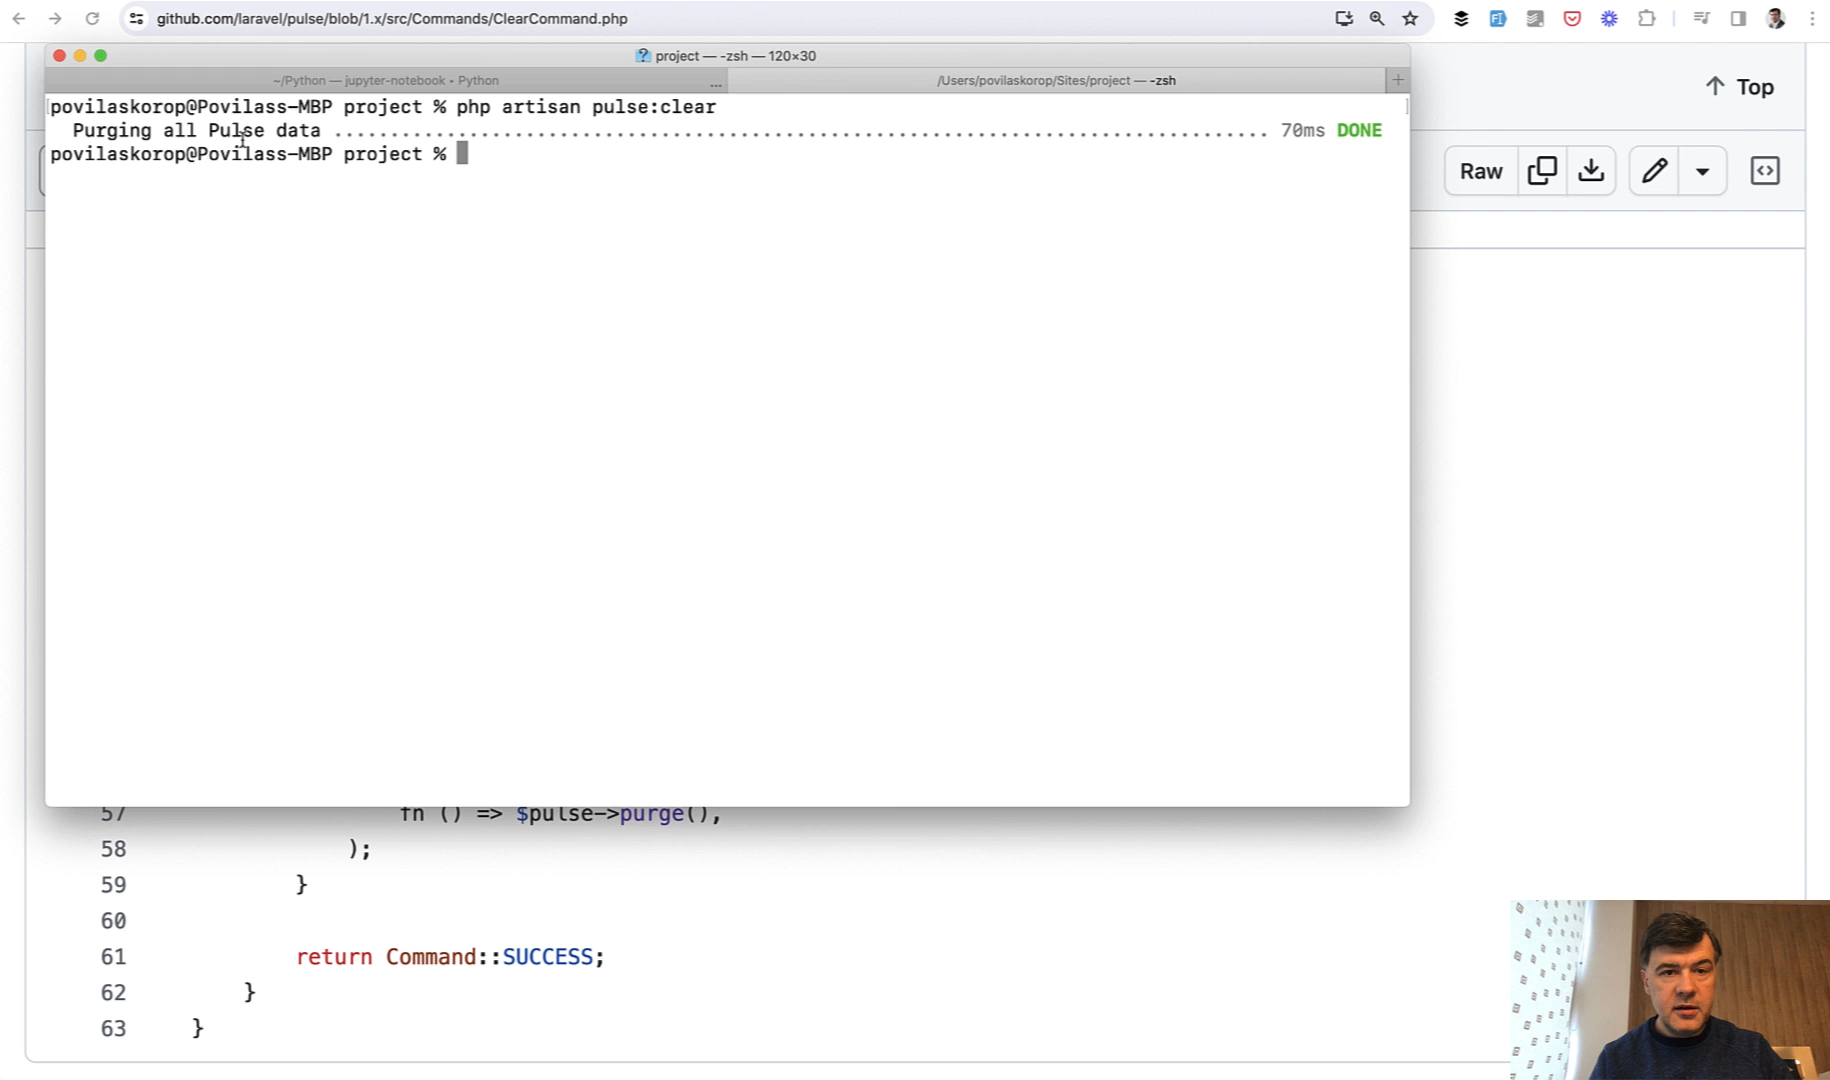 github.com/laravel/pulse/blob/1.x/src/Commands/ClearCommand.php
project — -zsh — 120×30
~/Python — jupyter-notebook • Python ...
/Users/povilaskorop/Sites/project — -zsh
+
povilaskorop@Povilass-MBP project % php artisan pulse:clear
Purging all Pulse data .................................................................................... 70ms DONE
povilaskorop@Povilass-MBP project %
Top
Raw
57 fn () => $pulse->purge(),
58 );
59 }
60
61 return Command::SUCCESS;
62 }
63 }